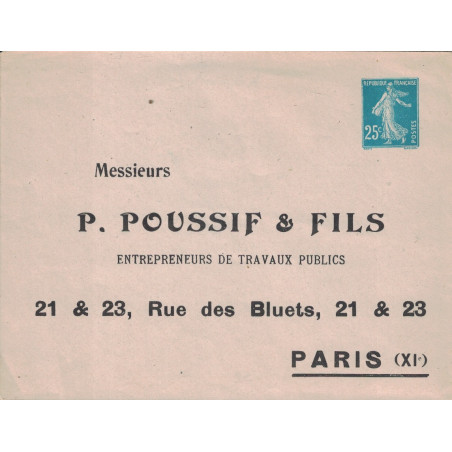 REPUBLIQUE FRANCAISE
25c
POSTES
Messieurs
P. POUSSIF & FILS
ENTREPRENEURS DE TRAVAUX PUBLICS
21 & 23, Rue des Bluets, 21 & 23
PARIS (XIe)